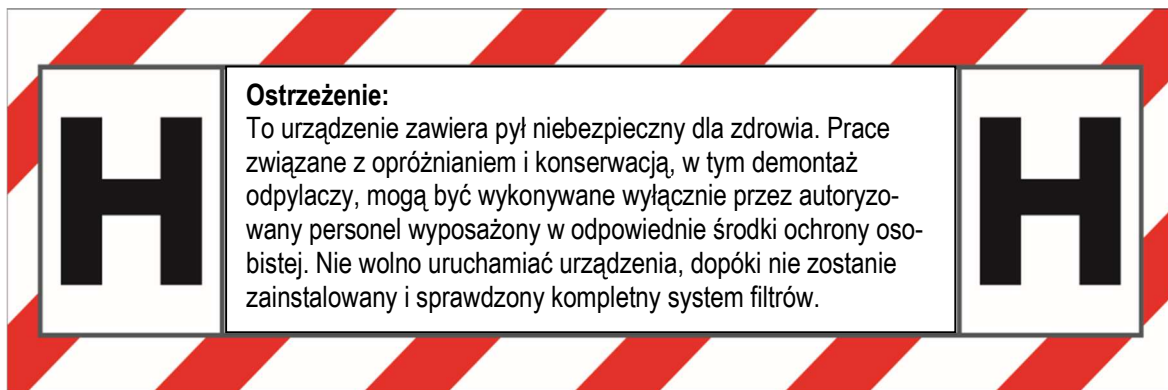 H
Ostrzeżenie:
To urządzenie zawiera pył niebezpieczny dla zdrowia. Prace
związane z opróżnianiem i konserwacją, w tym demontaż
odpylaczy, mogą być wykonywane wyłącznie przez autoryzo-
wany personel wyposażony w odpowiednie środki ochrony oso-
bistej. Nie wolno uruchamiać urządzenia, dopóki nie zostanie
zainstalowany i sprawdzony kompletny system filtrów.
H